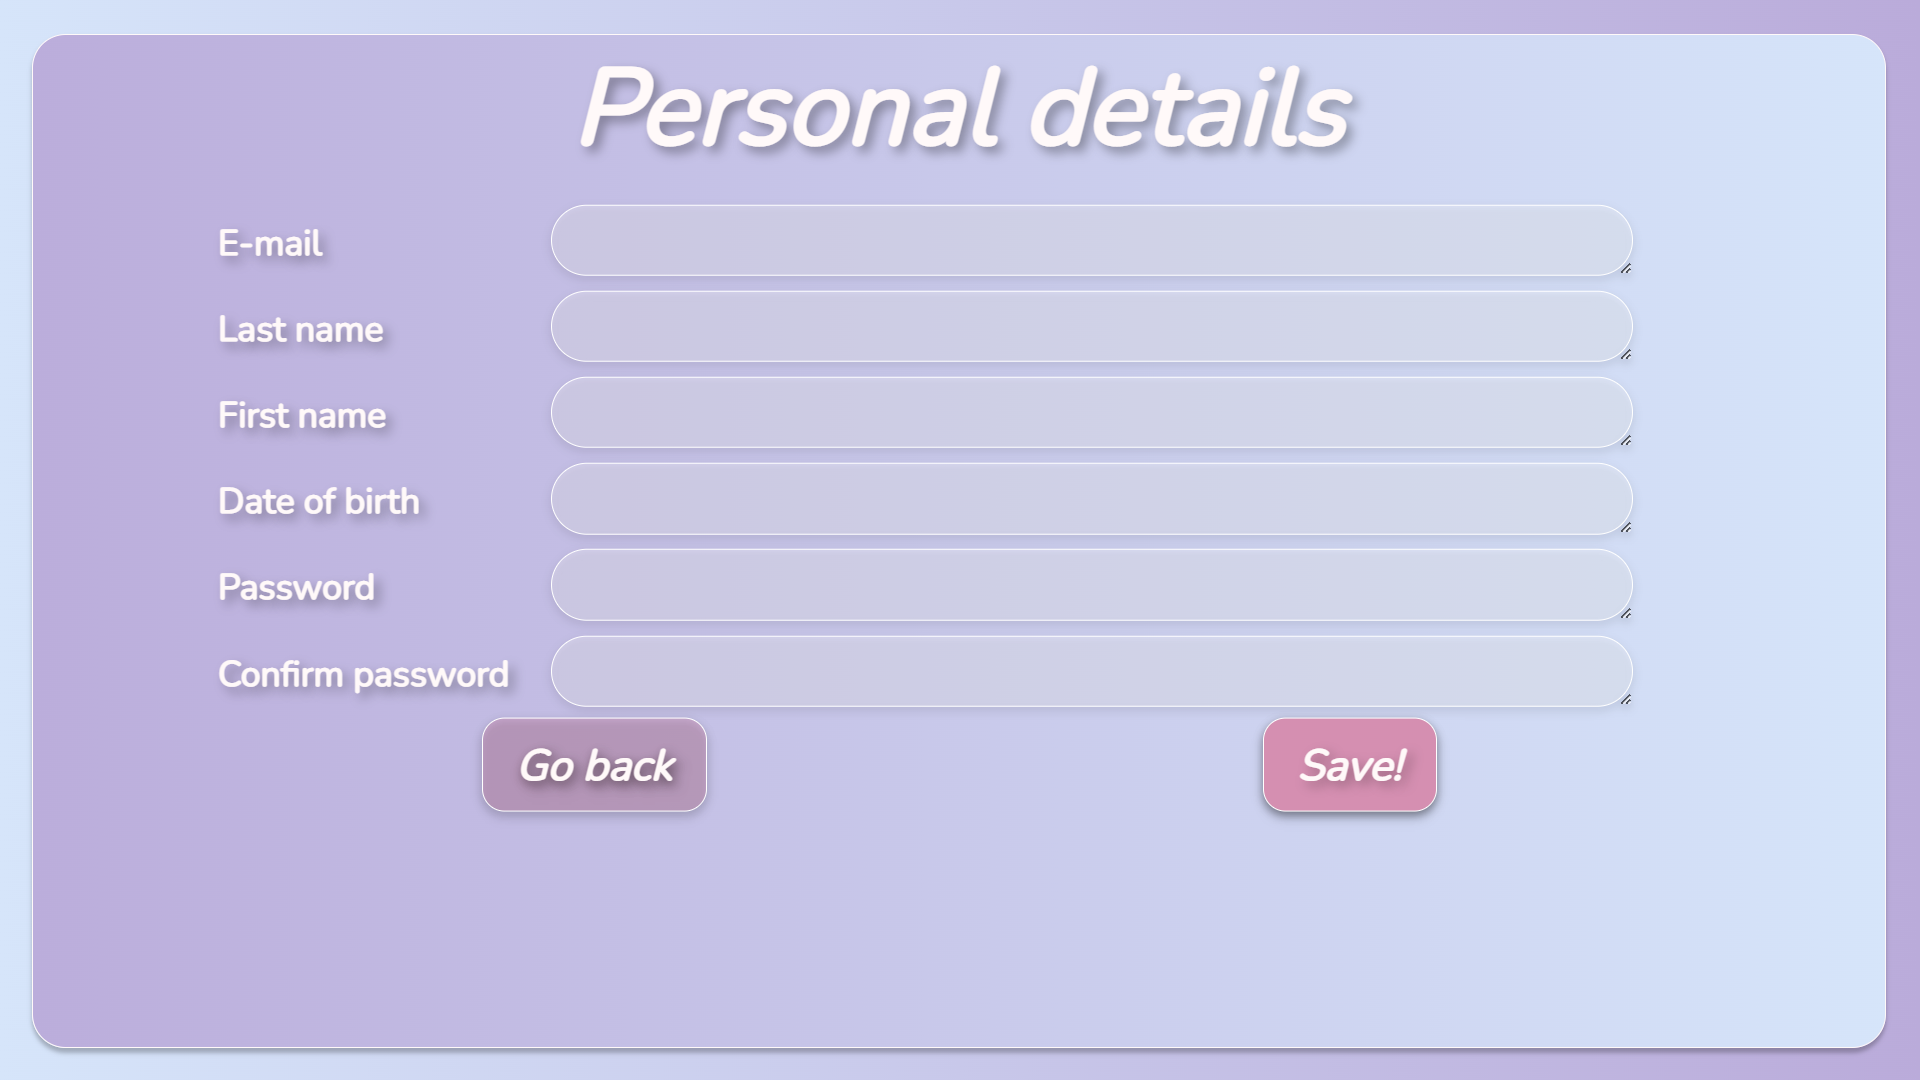 Personal details
E-mail
Last name
First name
Date of birth
Password
Confirm password
Go back
Save!